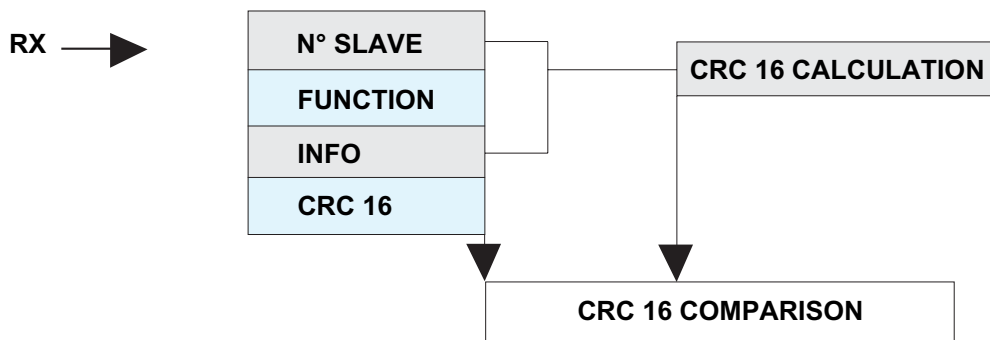 RX
N° SLAVE
FUNCTION
INFO
CRC 16
CRC 16 CALCULATION
CRC 16 COMPARISON